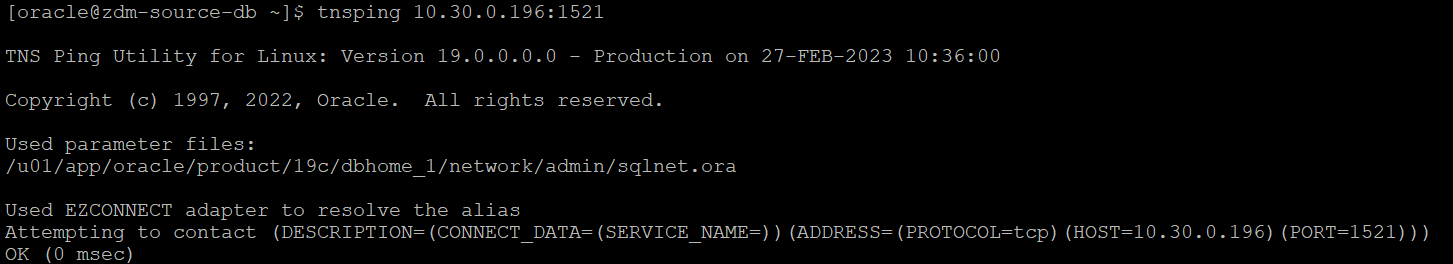 [oracle@zdm-source-db ~]$ tnsping 10.30.0.196:1521
TNS Ping Utility for Linux: Version 19.0.0.0.0 - Production on 27-FEB-2023 10:36:00
Copyright (c) 1997, 2022, Oracle.  All rights reserved.
Used parameter files:
/u01/app/oracle/product/19c/dbhome_1/network/admin/sqlnet.ora
Used EZCONNECT adapter to resolve the alias
Attempting to contact (DESCRIPTION=(CONNECT_DATA=(SERVICE_NAME=))(ADDRESS=(PROTOCOL=tcp)(HOST=10.30.0.196)(PORT=1521)))
OK (0 msec)